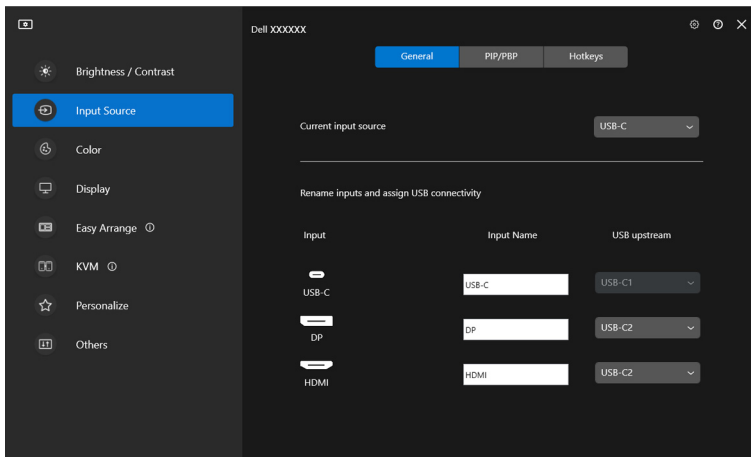 Dell XXXXXX
General PIP/PBP Hotkeys
Brightness / Contrast
Input Source
Color
Display
Easy Arrange
KVM
Personalize
Others
Current input source USB-C
Rename inputs and assign USB connectivity
Input Input Name USB upstream
USB-C USB-C USB-C1
DP DP USB-C2
HDMI HDMI USB-C2